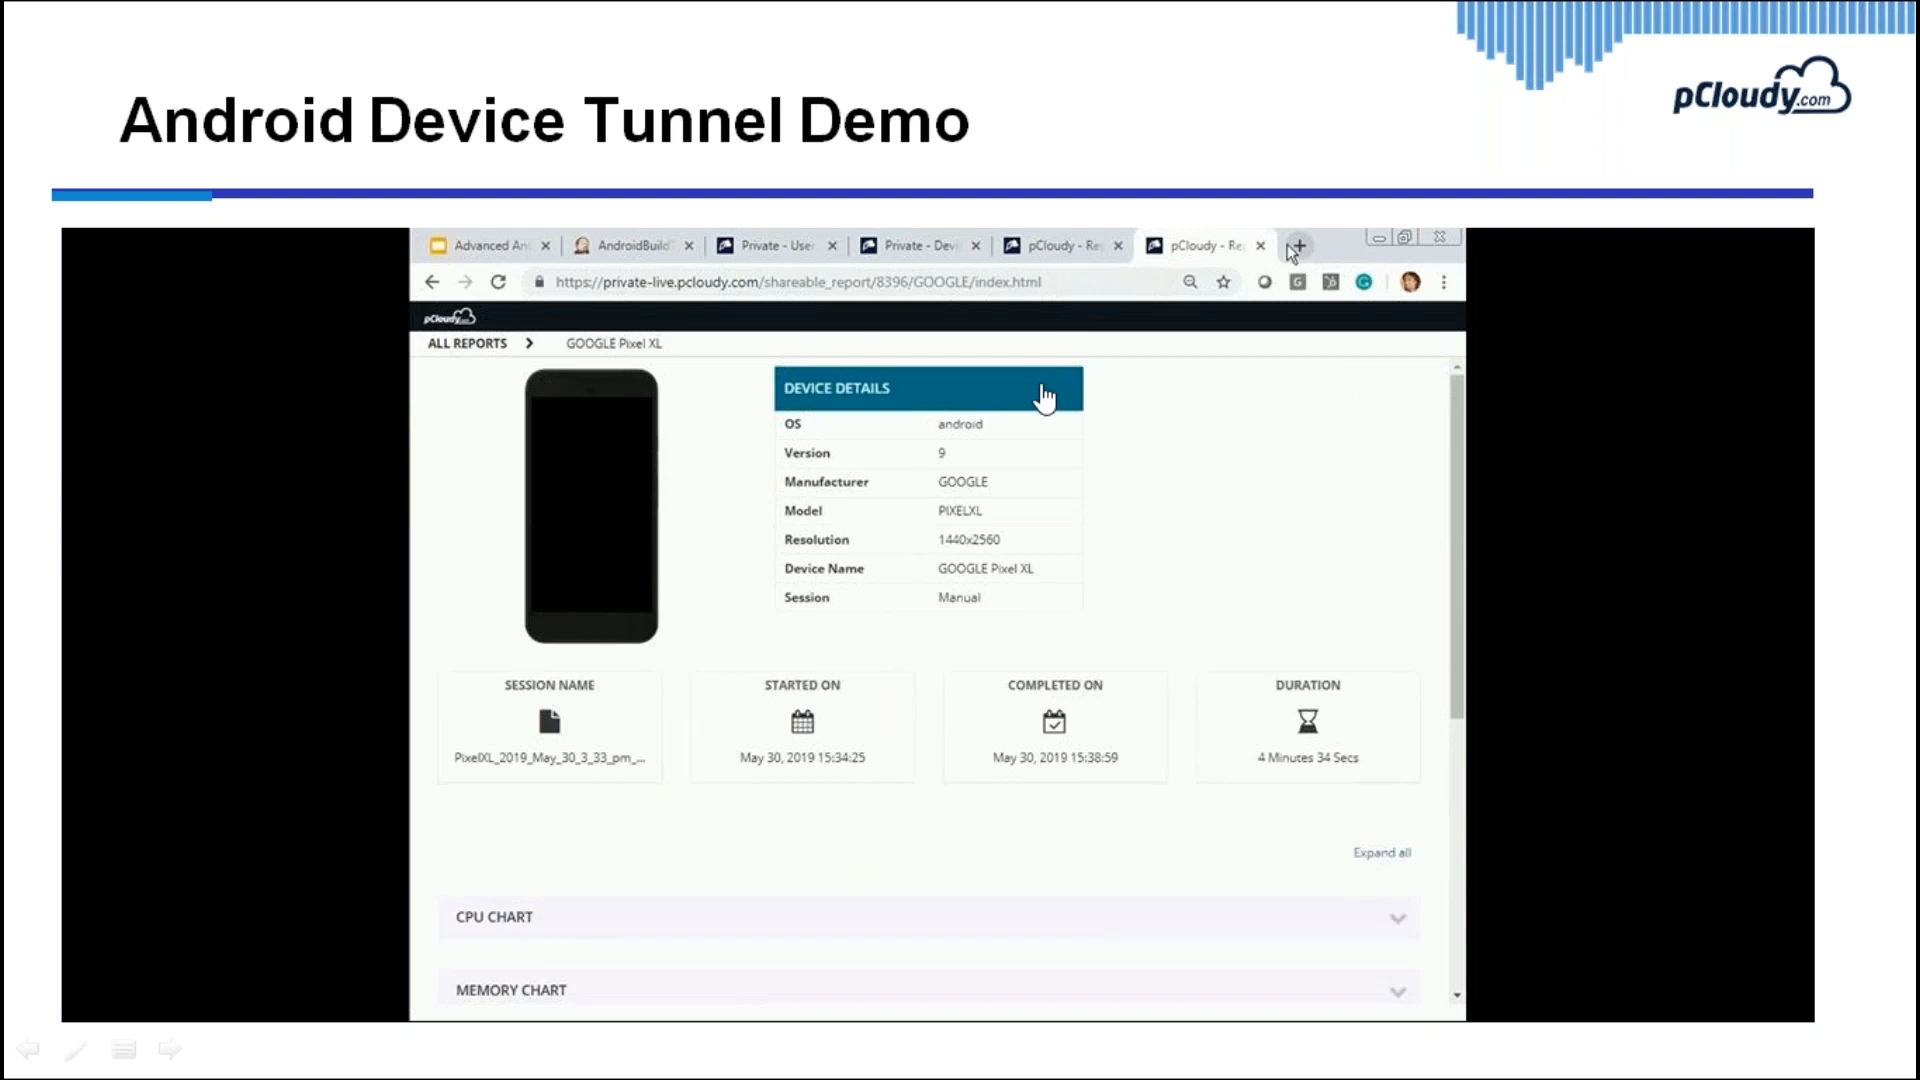 pCloudy.com
Android Device Tunnel Demo
Advanced An
AndroidBuild
Private - User
Private - Devi
pCloudy - Re
pCloudy - Re
https://private-live.pcloudy.com/shareable_report/8396/GOOGLE/index.html
pCloudy
ALL REPORTS > GOOGLE Pixel XL
DEVICE DETAILS
OS android
Version 9
Manufacturer GOOGLE
Model PIXELXL
Resolution 1440x2560
Device Name GOOGLE Pixel XL
Session Manual
SESSION NAME
PixelXL_2019_May_30_3_33_pm_...
STARTED ON
May 30, 2019 15:34:25
COMPLETED ON
May 30, 2019 15:38:59
DURATION
4 Minutes 34 Secs
Expand all
CPU CHART
MEMORY CHART